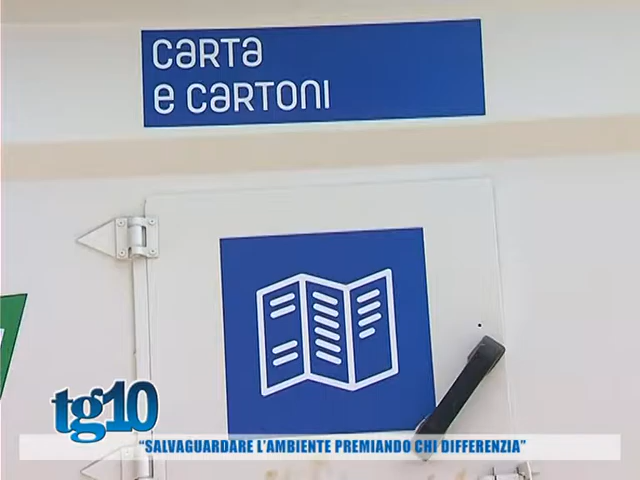 CARTA
e CARTONI
tg10
“SALVAGUARDARE L’AMBIENTE PREMIANDO CHI DIFFERENZIA”